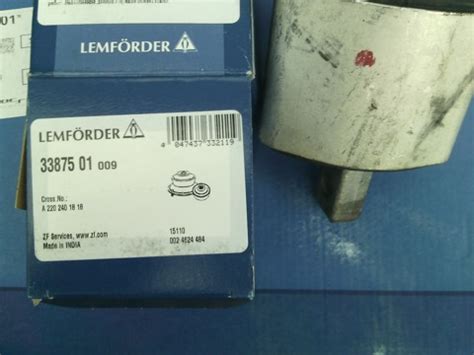 01"
LEMFÖRDER
LEMFÖRDER
4 047437 332119
33875 01 009
Cross No.:
A 220 240 18 18
ZF Services, www.zf.com
Made in INDIA
15110
002 4624 484